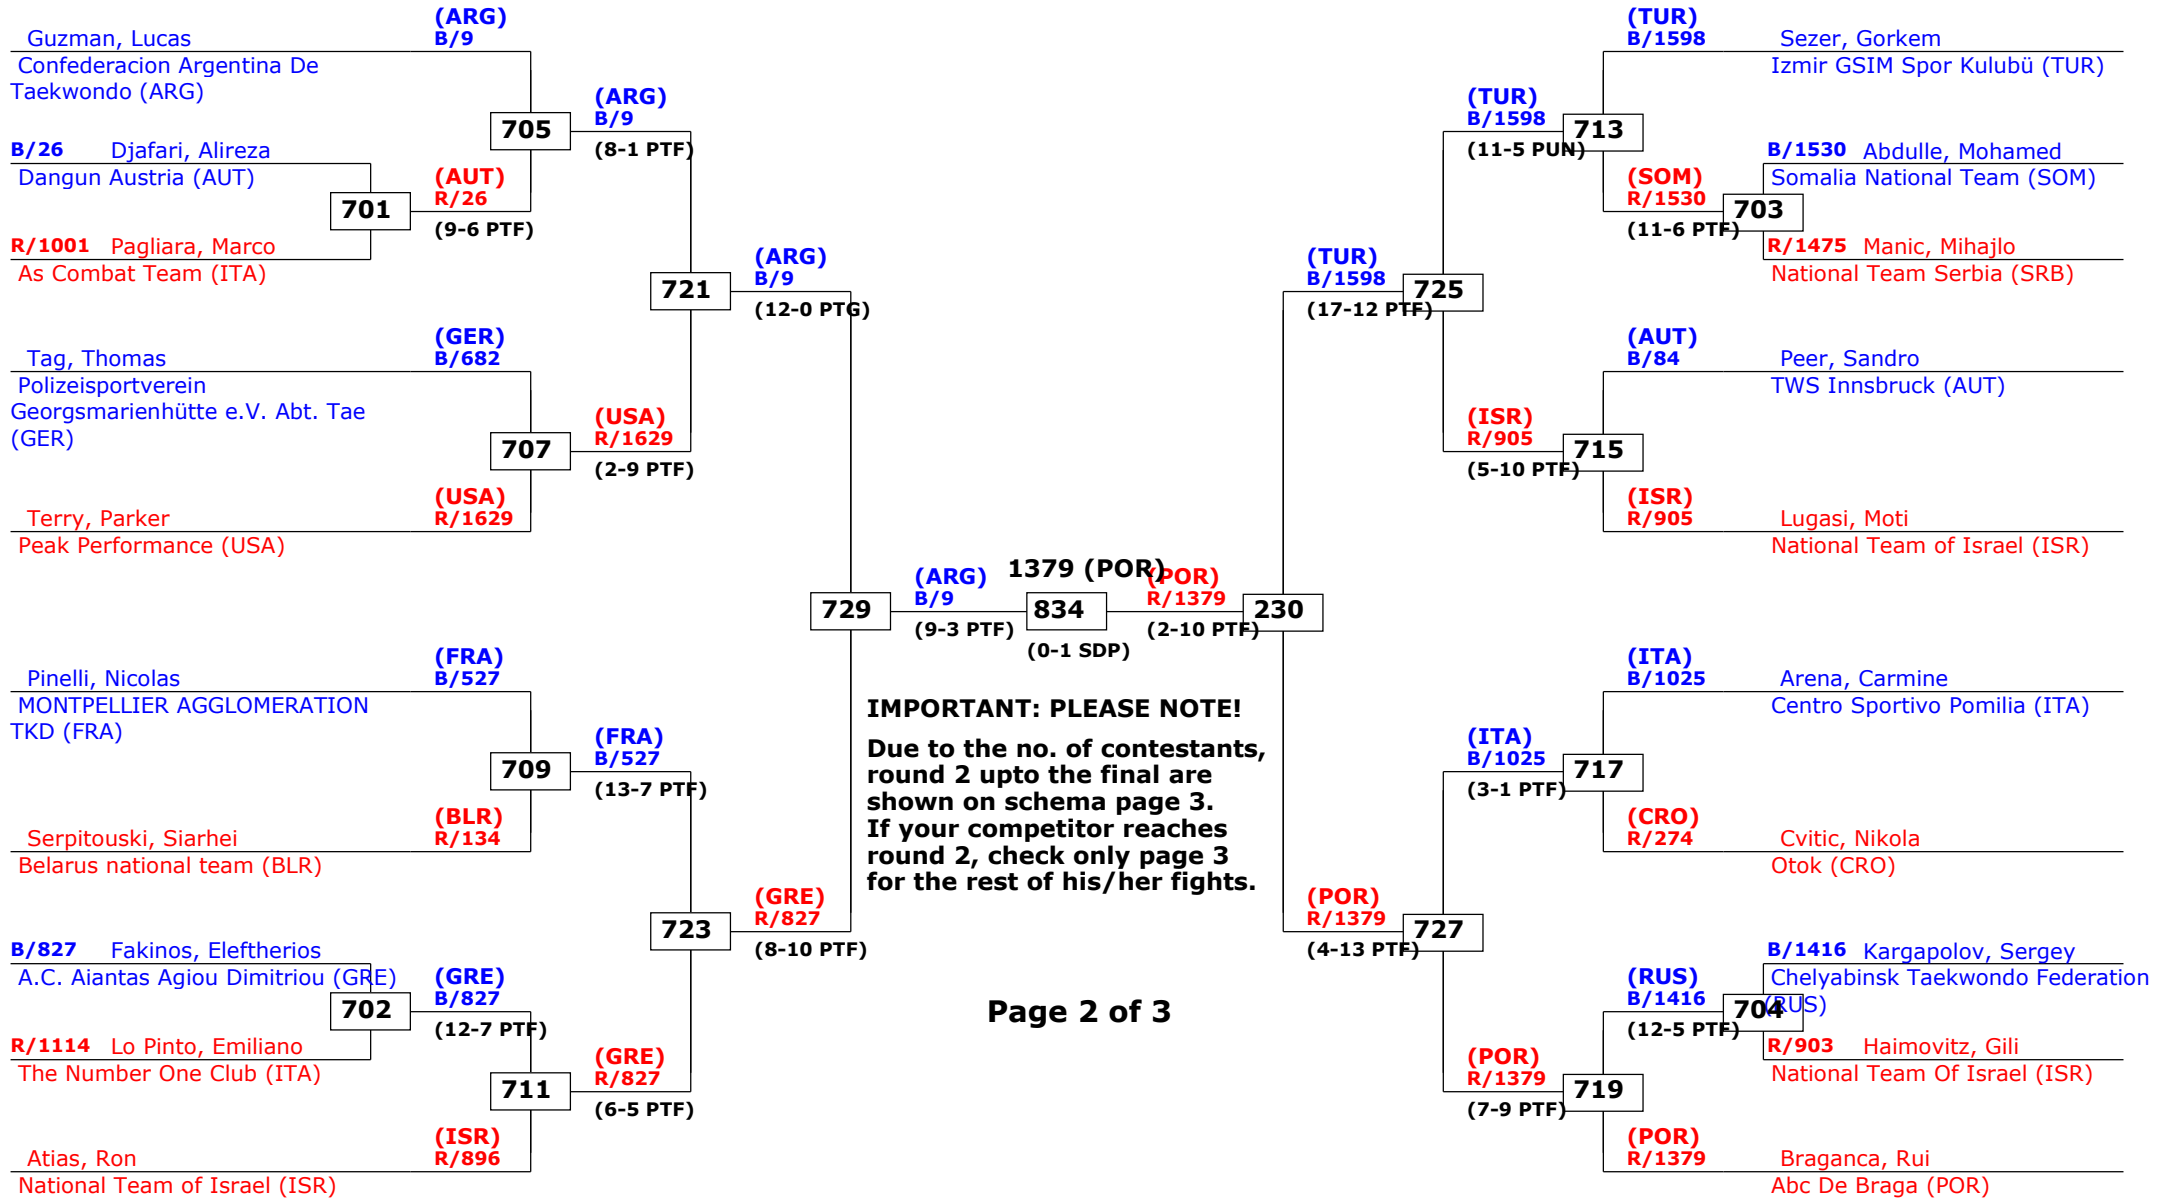 (ARG)
Guzman, Lucas B/9
Confederacion Argentina De
Taekwondo (ARG)
705
(ARG)
B/9
(8-1 PTF)
B/26 Djafari, Alireza
Dangun Austria (AUT)
701
(AUT)
R/26
(9-6 PTF)
R/1001 Pagliara, Marco
As Combat Team (ITA)
721
(ARG)
B/9
(12-0 PTG)
(GER)
Tag, Thomas B/682
Polizeisportverein
Georgsmarienhütte e.V. Abt. Tae
(GER)
707
(USA)
R/1629
(2-9 PTF)
(USA)
Terry, Parker R/1629
Peak Performance (USA)
729
(ARG)
B/9
(9-3 PTF)
1379 (POR)
834
(0-1 SDP)
(POR)
R/1379
(2-10 PTF)
230
(FRA)
Pinelli, Nicolas B/527
MONTPELLIER AGGLOMERATION
TKD (FRA)
709
(FRA)
B/527
(13-7 PTF)
(BLR)
Serpitouski, Siarhei R/134
Belarus national team (BLR)
723
(GRE)
R/827
(8-10 PTF)
B/827 Fakinos, Eleftherios
A.C. Aiantas Agiou Dimitriou (GRE)
702
(GRE)
B/827
(12-7 PTF)
R/1114 Lo Pinto, Emiliano
The Number One Club (ITA)
711
(GRE)
R/827
(6-5 PTF)
(ISR)
Atias, Ron R/896
National Team of Israel (ISR)
IMPORTANT: PLEASE NOTE!
Due to the no. of contestants,
round 2 upto the final are
shown on schema page 3.
If your competitor reaches
round 2, check only page 3
for the rest of his/her fights.
Page 2 of 3
(TUR)
B/1598 Sezer, Gorkem
Izmir GSIM Spor Kulubü (TUR)
(TUR)
B/1598
(11-5 PUN)
713
B/1530 Abdulle, Mohamed
Somalia National Team (SOM)
(SOM)
R/1530
(11-6 PTF)
703
R/1475 Manic, Mihajlo
National Team Serbia (SRB)
(TUR)
B/1598
(17-12 PTF)
725
(AUT)
B/84 Peer, Sandro
TWS Innsbruck (AUT)
(ISR)
R/905
(5-10 PTF)
715
(ISR)
R/905 Lugasi, Moti
National Team of Israel (ISR)
(ITA)
B/1025 Arena, Carmine
Centro Sportivo Pomilia (ITA)
(ITA)
B/1025
(3-1 PTF)
717
(CRO)
R/274 Cvitic, Nikola
Otok (CRO)
(POR)
R/1379
(4-13 PTF)
727
B/1416 Kargapolov, Sergey
Chelyabinsk Taekwondo Federation
(RUS)
(RUS)
B/1416
(12-5 PTF)
704
R/903 Haimovitz, Gili
National Team Of Israel (ISR)
(POR)
R/1379
(7-9 PTF)
719
(POR)
R/1379 Braganca, Rui
Abc De Braga (POR)